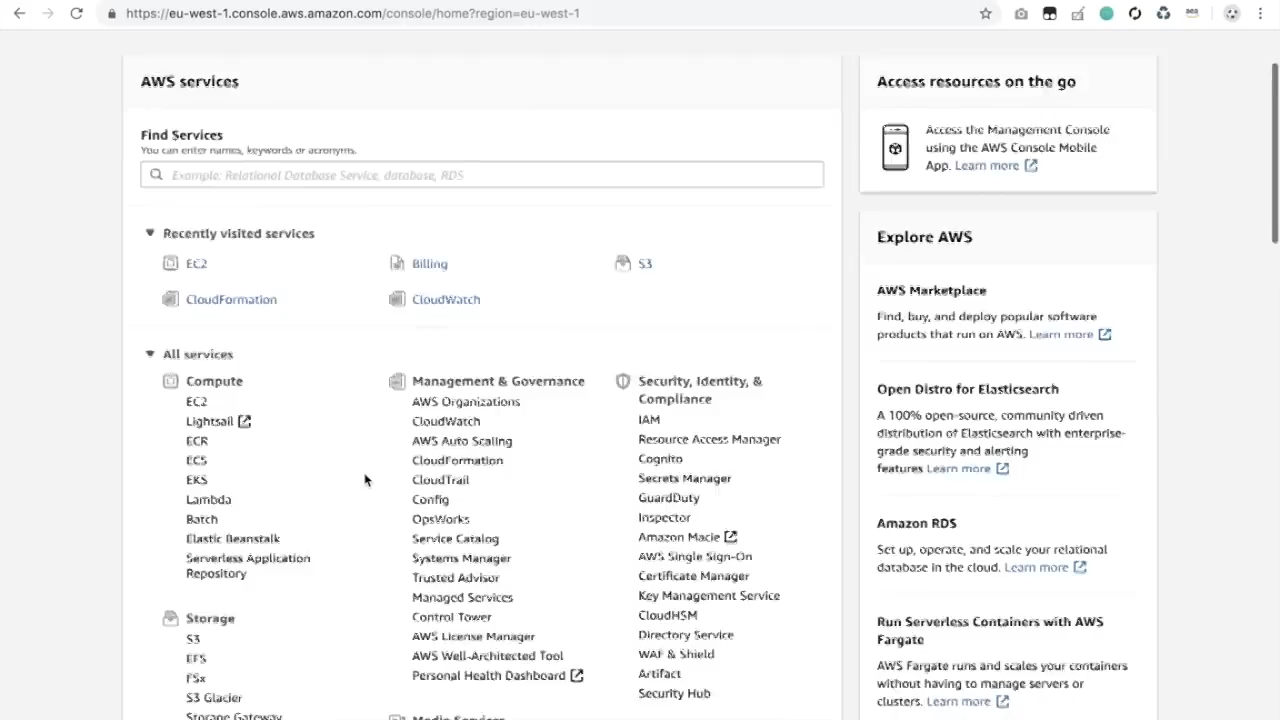 https://eu-west-1.console.aws.amazon.com/console/home?region=eu-west-1
AWS services
Find Services
You can enter names, keywords or acronyms.
Example: Relational Database Service, database, RDS
Recently visited services
EC2
Billing
S3
CloudFormation
CloudWatch
All services
Compute
EC2
Lightsail
ECR
ECS
EKS
Lambda
Batch
Elastic Beanstalk
Serverless Application
Repository
Storage
S3
EFS
FSx
S3 Glacier
Storage Gateway
Management & Governance
AWS Organizations
CloudWatch
AWS Auto Scaling
CloudFormation
CloudTrail
Config
OpsWorks
Service Catalog
Systems Manager
Trusted Advisor
Managed Services
Control Tower
AWS License Manager
AWS Well-Architected Tool
Personal Health Dashboard
Media Services
Security, Identity, &
Compliance
IAM
Resource Access Manager
Cognito
Secrets Manager
GuardDuty
Inspector
Amazon Macie
AWS Single Sign-On
Certificate Manager
Key Management Service
CloudHSM
Directory Service
WAF & Shield
Artifact
Security Hub
Access resources on the go
Access the Management Console
using the AWS Console Mobile
App. Learn more
Explore AWS
AWS Marketplace
Find, buy, and deploy popular software
products that run on AWS. Learn more
Open Distro for Elasticsearch
A 100% open-source, community driven
distribution of Elasticsearch with enterprise-
grade security and alerting
features Learn more
Amazon RDS
Set up, operate, and scale your relational
database in the cloud. Learn more
Run Serverless Containers with AWS
Fargate
AWS Fargate runs and scales your containers
without having to manage servers or
clusters. Learn more